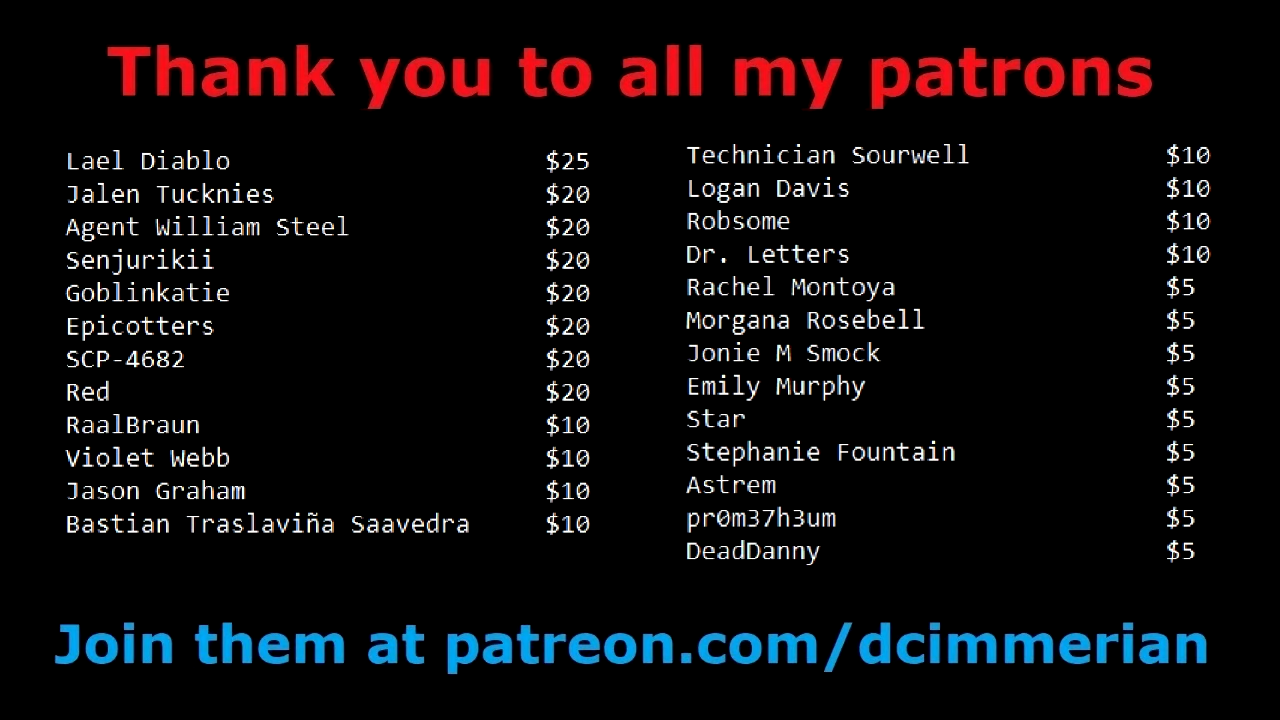 Thank you to all my patrons
Lael Diablo $25
Jalen Tucknies $20
Agent William Steel $20
Senjurikii $20
Goblinkatie $20
Epicotters $20
SCP-4682 $20
Red $20
RaalBraun $10
Violet Webb $10
Jason Graham $10
Bastian Traslaviña Saavedra $10
Technician Sourwell $10
Logan Davis $10
Robsome $10
Dr. Letters $10
Rachel Montoya $5
Morgana Rosebell $5
Jonie M Smock $5
Emily Murphy $5
Star $5
Stephanie Fountain $5
Astrem $5
pr0m37h3um $5
DeadDanny $5
Join them at patreon.com/dcimmerian